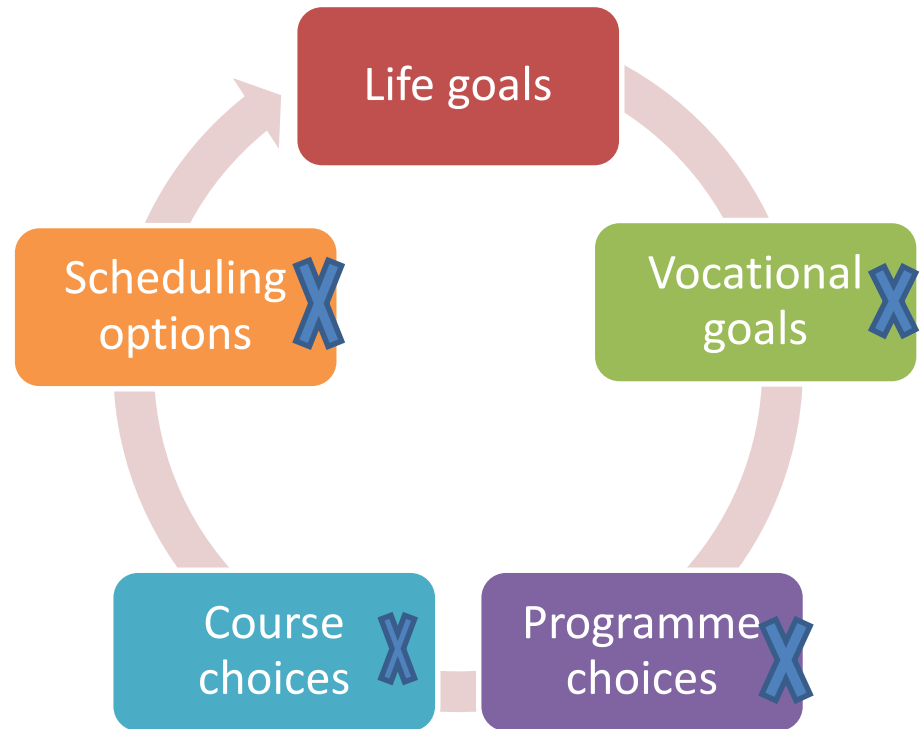 Life goals
Vocational
goals
Programme
choices
Course
choices
Scheduling
options